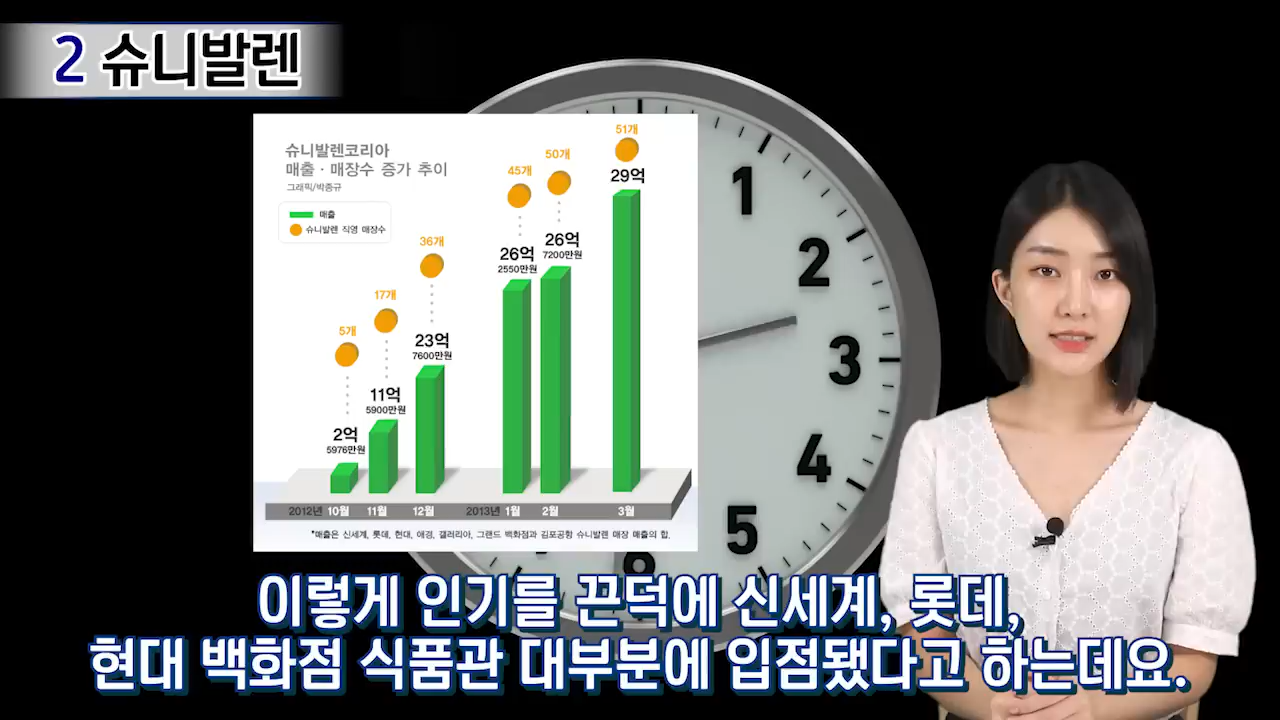 2 슈니발렌
슈니발렌코리아
매출 · 매장수 증가 추이
그래픽/박종규
매출
슈니발렌 직영 매장수
5개
17개
36개
45개
50개
51개
2억
5976만원
11억
5900만원
23억
7600만원
26억
2550만원
26억
7200만원
29억
2012년 10월 11월 12월 2013년 1월 2월 3월
*매출은 신세계, 롯데, 현대, 애경, 갤러리아, 그랜드 백화점과 김포공항 슈니발렌 매장 매출의 합.
1
2
3
4
5
이렇게 인기를 끈덕에 신세계, 롯데,
현대 백화점 식품관 대부분에 입점됐다고 하는데요.